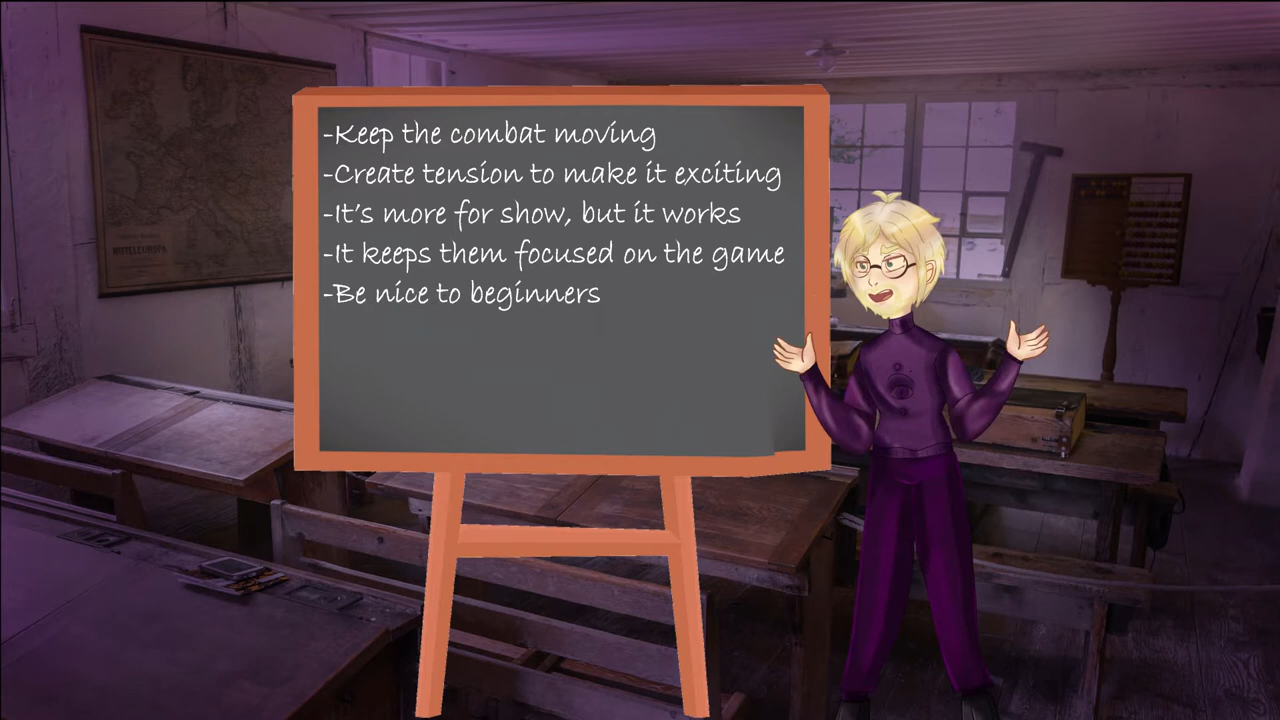 -Keep the combat moving
-Create tension to make it exciting
-It's more for show, but it works
-It keeps them focused on the game
-Be nice to beginners